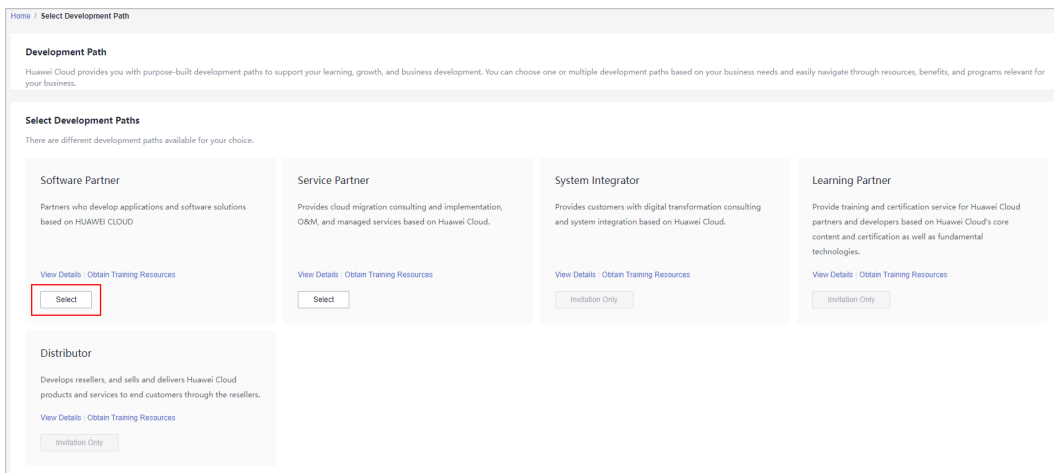 Home / Select Development Path
Development Path
Huawei Cloud provides you with purpose-built development paths to support your learning, growth, and business development. You can choose one or multiple development paths based on your business needs and easily navigate through resources, benefits, and programs relevant for
your business.
Select Development Paths
There are different development paths available for your choice.
Software Partner
Partners who develop applications and software solutions
based on HUAWEI CLOUD
View Details | Obtain Training Resources
Select
Service Partner
Provides cloud migration consulting and implementation,
O&M, and managed services based on Huawei Cloud.
View Details | Obtain Training Resources
Select
System Integrator
Provides customers with digital transformation consulting
and system integration based on Huawei Cloud.
View Details | Obtain Training Resources
Invitation Only
Learning Partner
Provide training and certification service for Huawei Cloud
partners and developers based on Huawei Cloud's core
content and certification as well as fundamental
technologies.
View Details | Obtain Training Resources
Invitation Only
Distributor
Develops resellers, and sells and delivers Huawei Cloud
products and services to end customers through the resellers.
View Details | Obtain Training Resources
Invitation Only